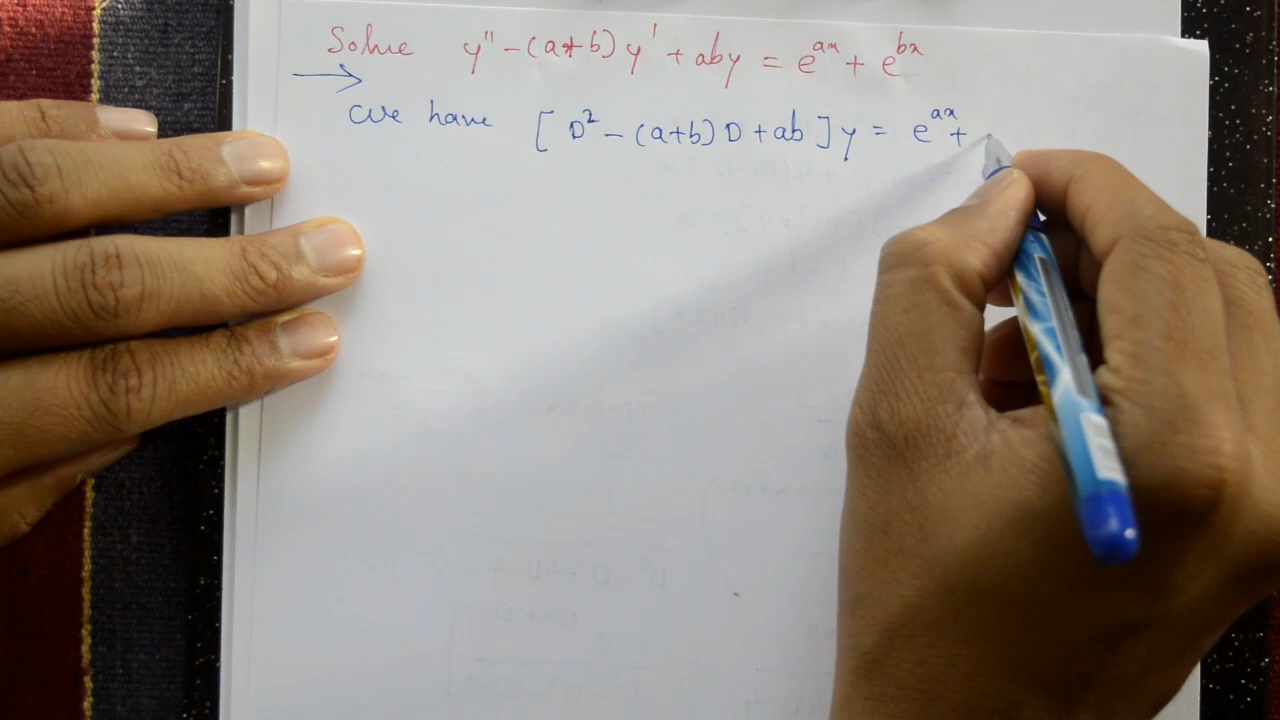 Solve y'' - (a+b) y' + aby = e^{ax} + e^{bx}
We have [D² - (a+b) D + ab] y = e^{ax} +